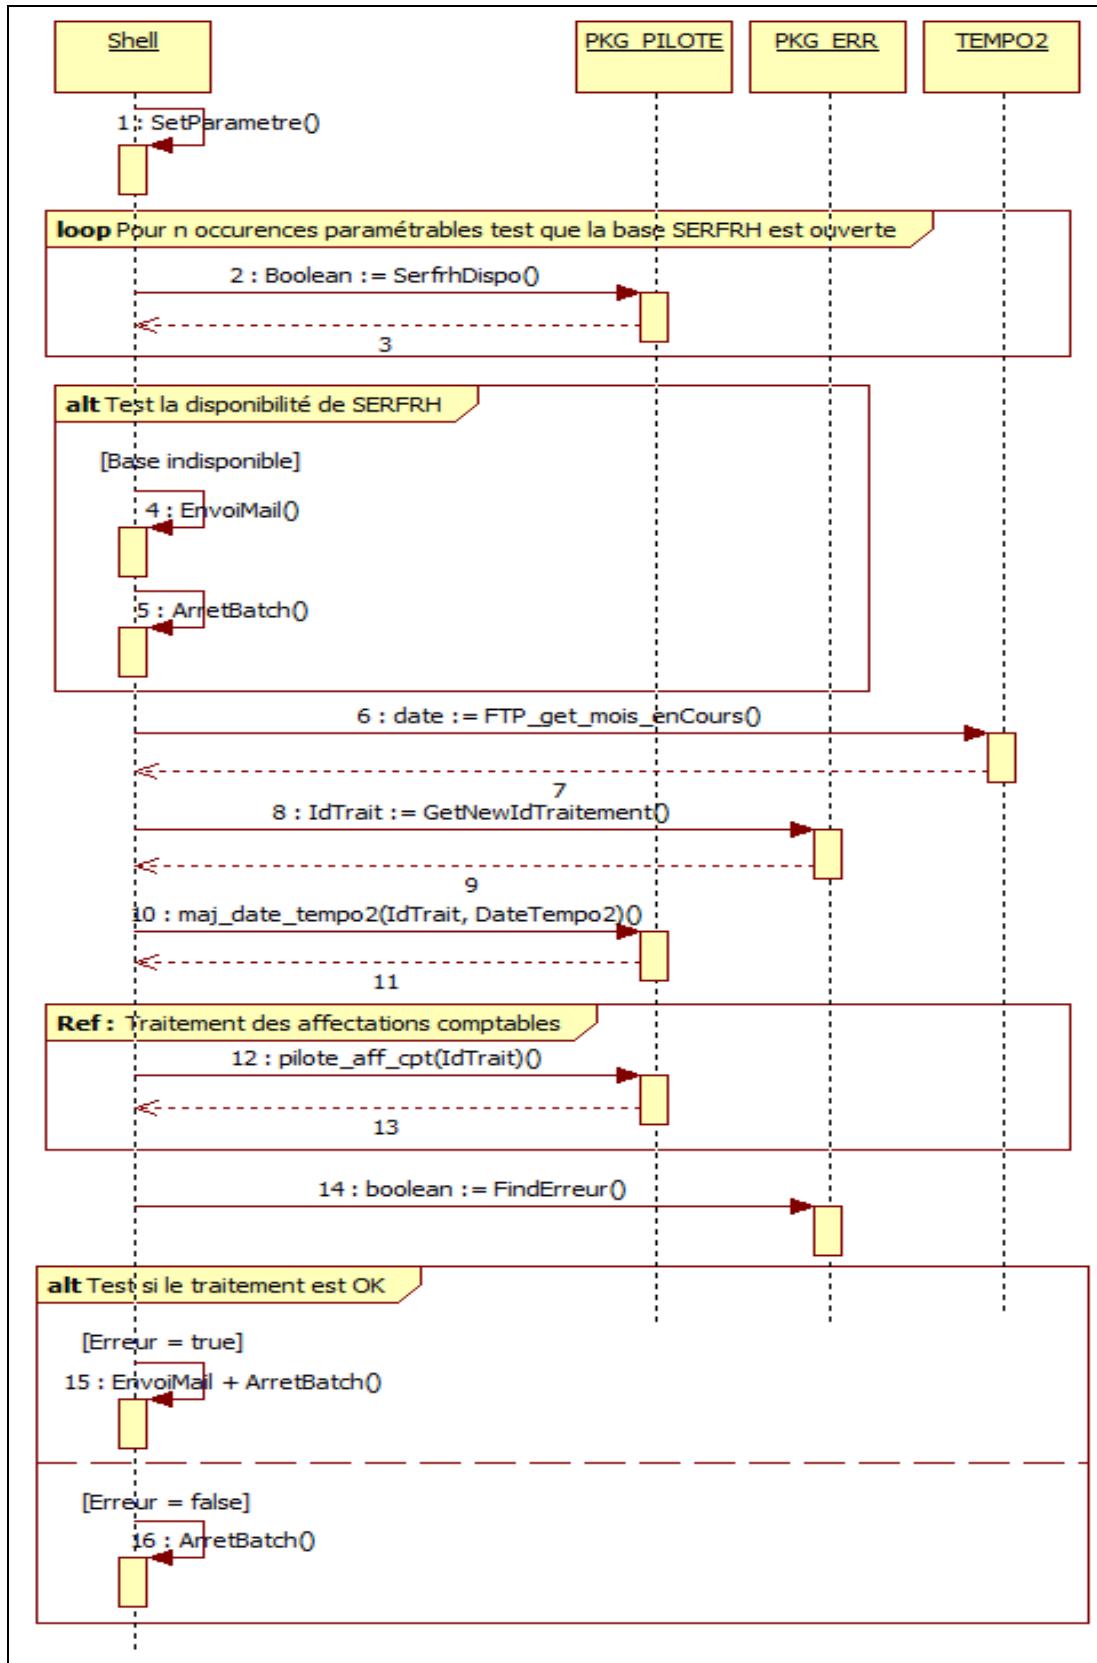 Shell
PKG_PILOTE
PKG_ERR
TEMPO2
1 : SetParametre()
loop Pour n occurences paramétrables test que la base SERFRH est ouverte
2 : Boolean := SerfrhDispo()
3
alt Test la disponibilité de SERFRH
[Base indisponible]
4 : EnvoiMail()
5 : ArretBatch()
6 : date := FTP_get_mois_enCours()
7
8 : IdTrait := GetNewIdTraitement()
9
10 : maj_date_tempo2(IdTrait, DateTempo2)()
11
Ref : Traitement des affectations comptables
12 : pilote_aff_cpt(IdTrait)()
13
14 : boolean := FindErreur()
alt Test si le traitement est OK
[Erreur = true]
15 : EnvoiMail + ArretBatch()
[Erreur = false]
16 : ArretBatch()